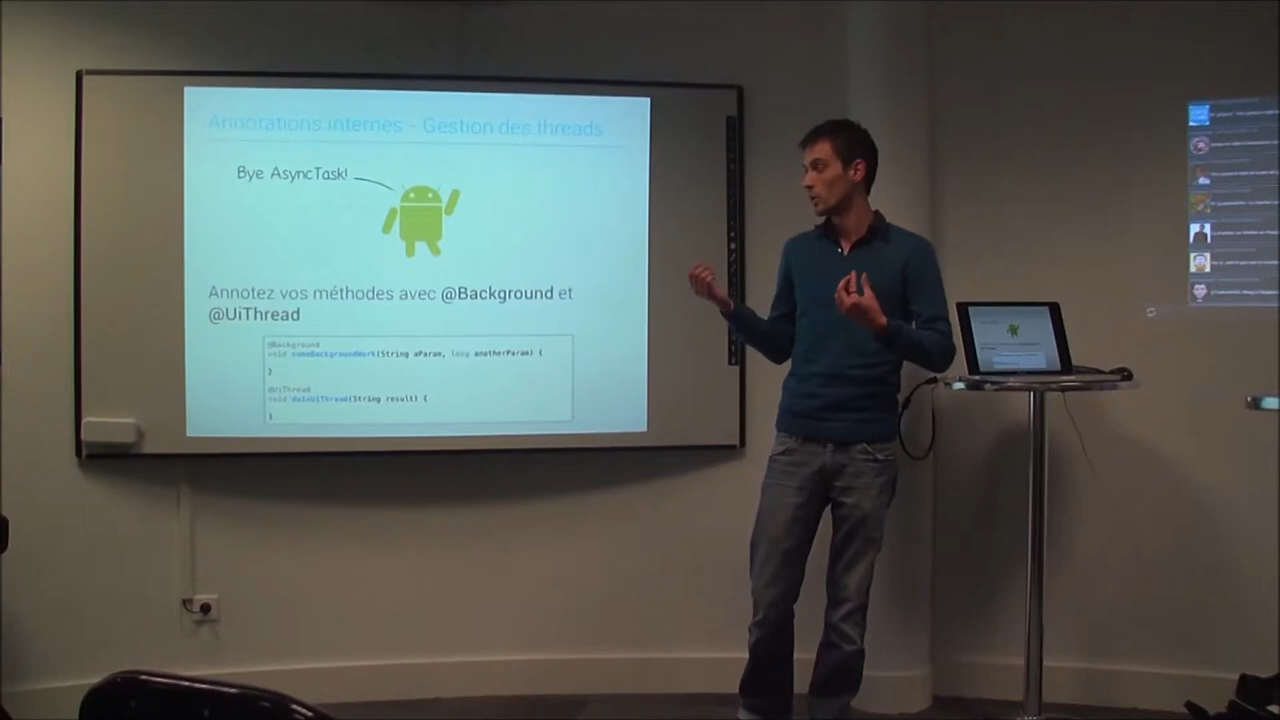 Annotations internes - Gestion des threads
Bye AsyncTask!
Annotez vos méthodes avec @Background et
@UiThread
@Background
void someBackgroundWork(String aParam, long anotherParam) {
}
@UiThread
void doInUiThread(String result) {
}